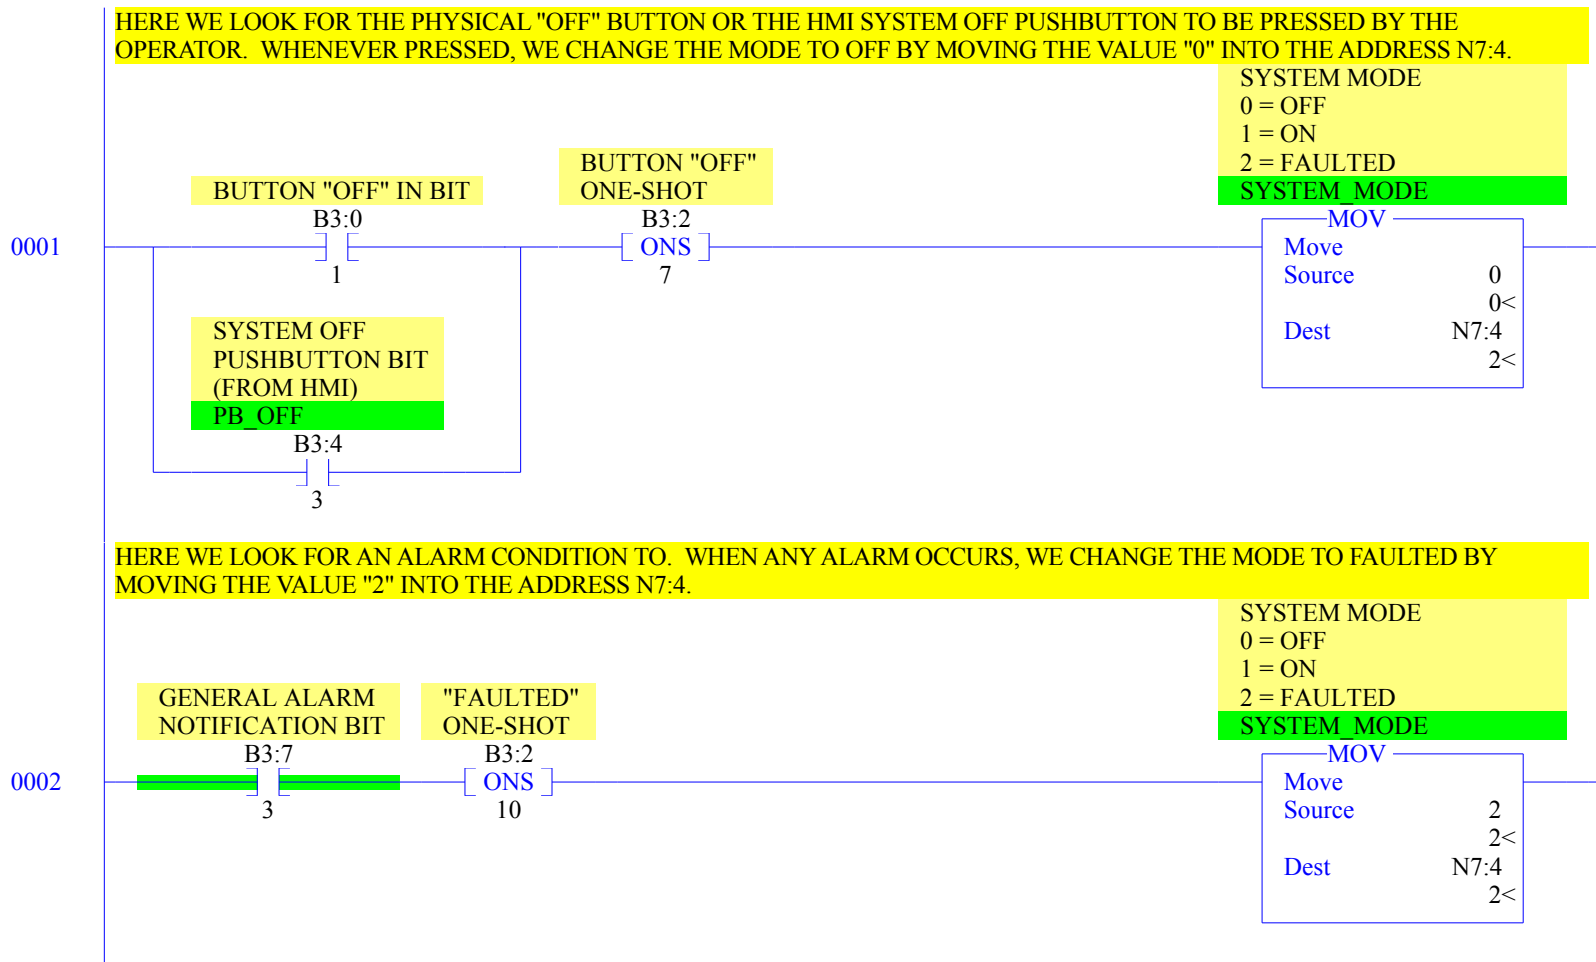 HERE WE LOOK FOR THE PHYSICAL "OFF" BUTTON OR THE HMI SYSTEM OFF PUSHBUTTON TO BE PRESSED BY THE
OPERATOR.  WHENEVER PRESSED, WE CHANGE THE MODE TO OFF BY MOVING THE VALUE "0" INTO THE ADDRESS N7:4.
SYSTEM MODE
0 = OFF
1 = ON
2 = FAULTED
SYSTEM_MODE
BUTTON "OFF"
ONE-SHOT
BUTTON "OFF" IN BIT
B3:0
B3:2
MOV
0001
ONS
Move
1
7
Source 0
0<
Dest N7:4
2<
SYSTEM OFF
PUSHBUTTON BIT
(FROM HMI)
PB_OFF
B3:4
3
HERE WE LOOK FOR AN ALARM CONDITION TO.  WHEN ANY ALARM OCCURS, WE CHANGE THE MODE TO FAULTED BY
MOVING THE VALUE "2" INTO THE ADDRESS N7:4.
SYSTEM MODE
0 = OFF
1 = ON
2 = FAULTED
SYSTEM_MODE
GENERAL ALARM
NOTIFICATION BIT
"FAULTED"
ONE-SHOT
B3:7
B3:2
MOV
0002
ONS
Move
3
10
Source 2
2<
Dest N7:4
2<